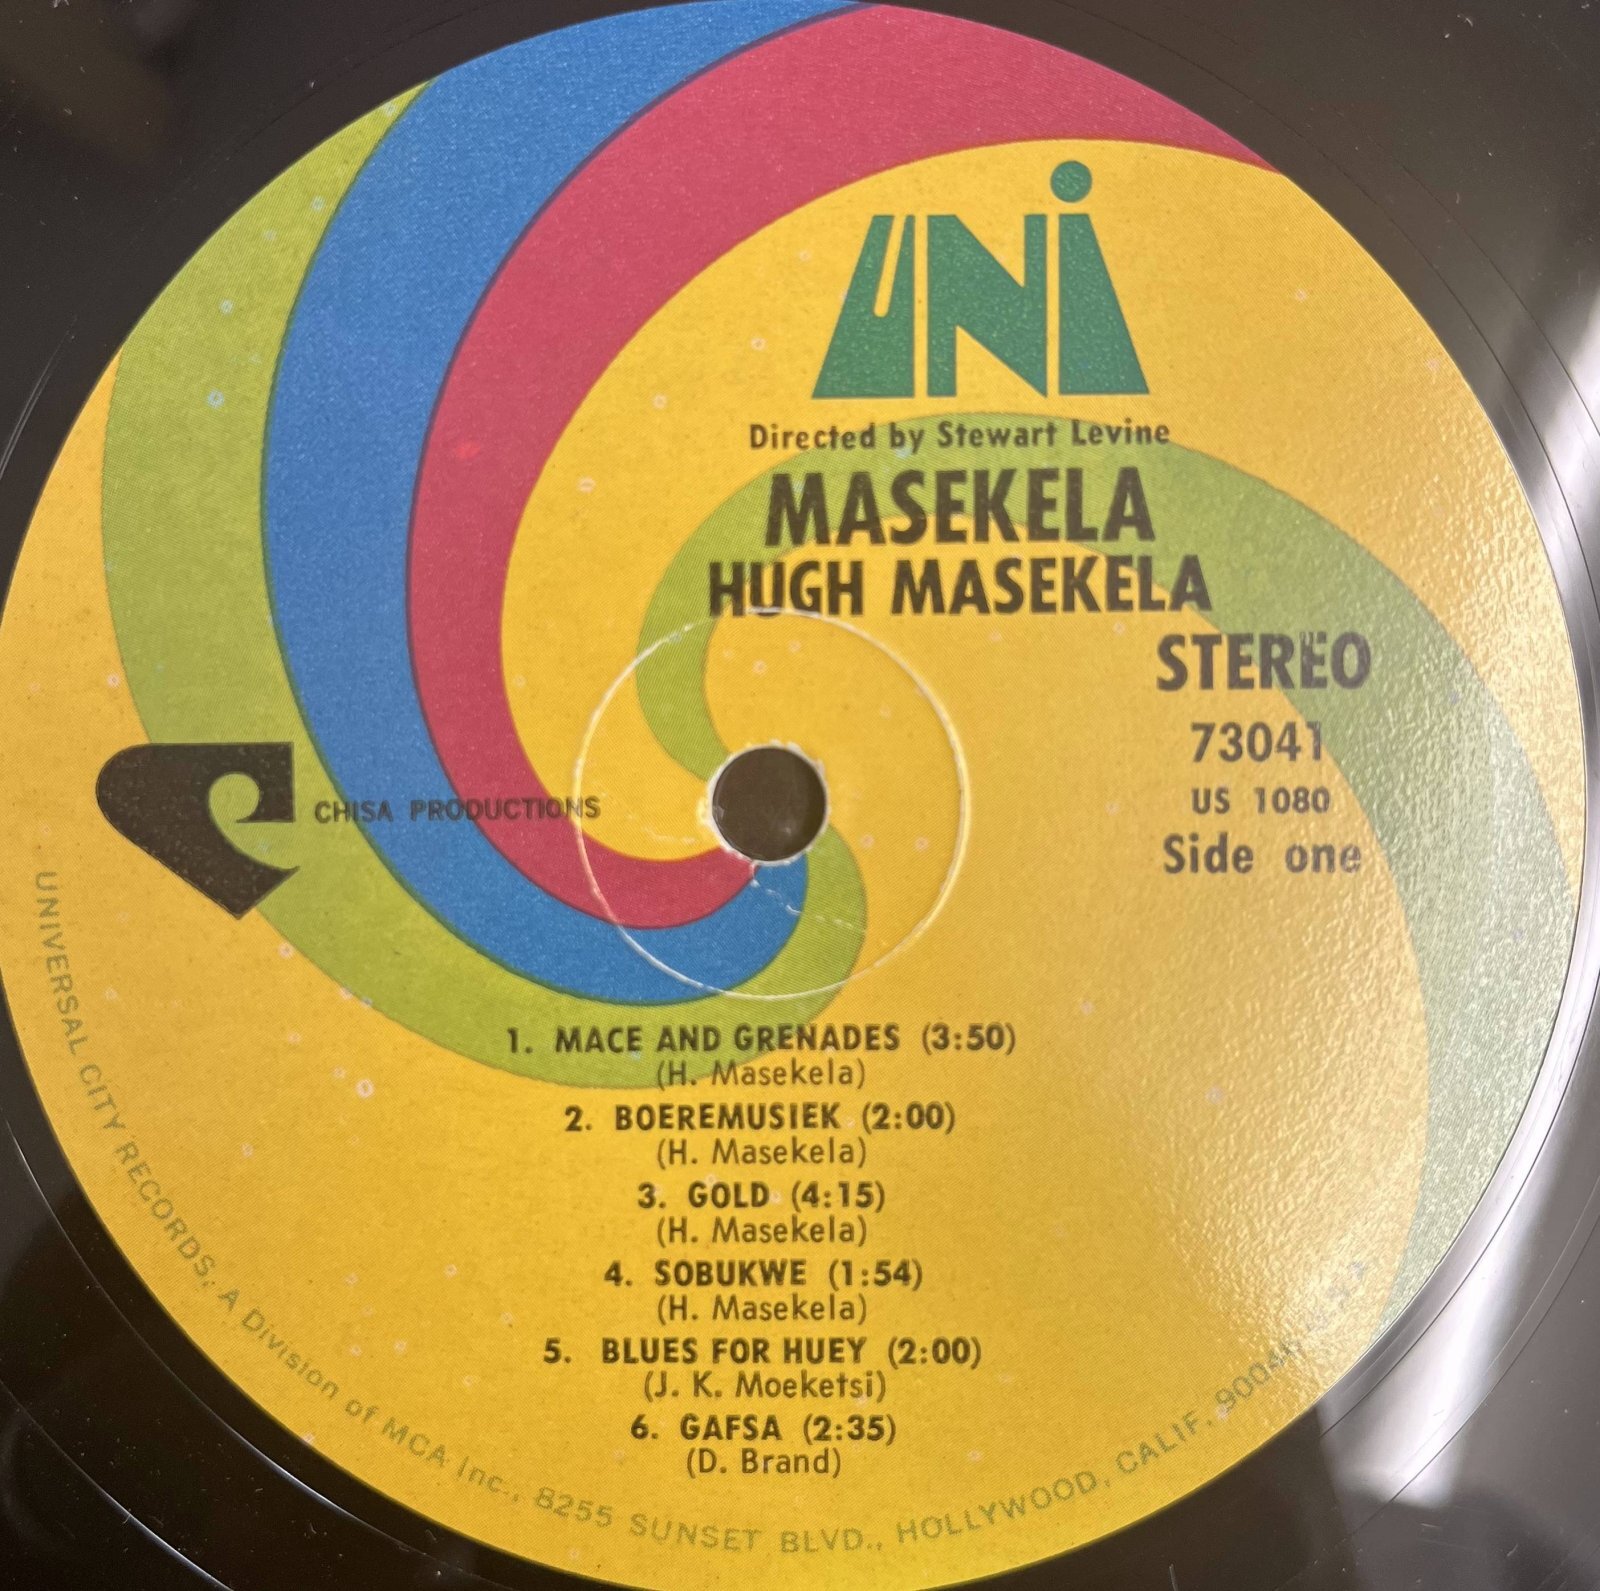 UNI
Directed by Stewart Levine
MASEKELA
HUGH MASEKELA
STEREO
73041
US 1080
Side one
CHISA PRODUCTIONS
1. MACE AND GRENADES (3:50)
(H. Masekela)
2. BOEREMUSIEK (2:00)
(H. Masekela)
3. GOLD (4:15)
(H. Masekela)
4. SOBUKWE (1:54)
(H. Masekela)
5. BLUES FOR HUEY (2:00)
(J. K. Moeketsi)
6. GAFSA (2:35)
(D. Brand)
UNIVERSAL CITY RECORDS; A Division of MCA Inc., 8255 SUNSET BLVD., HOLLYWOOD, CALIF.